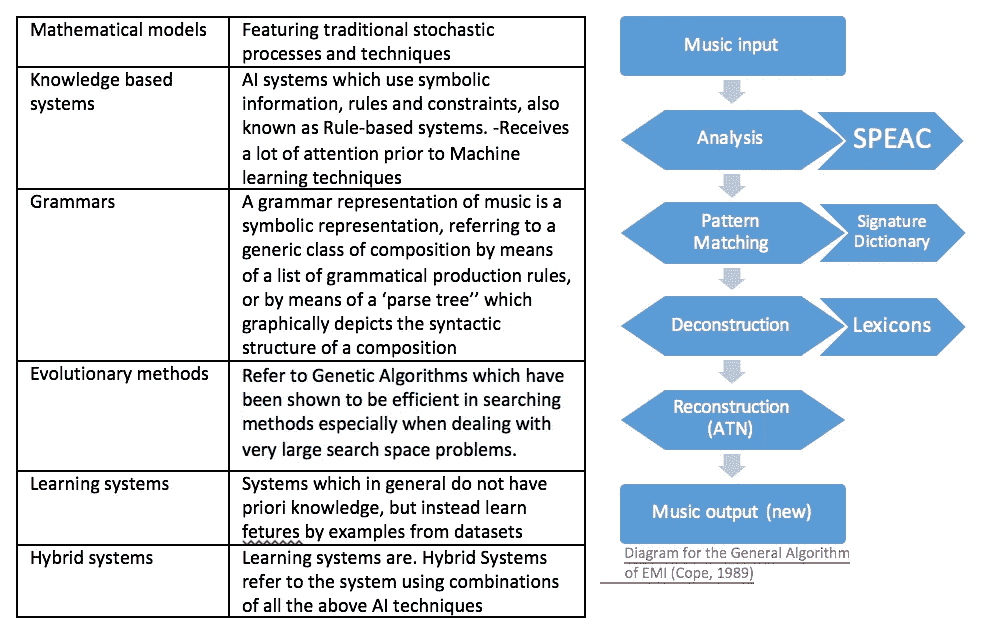 Mathematical models
Featuring traditional stochastic
processes and techniques
Knowledge based
systems
AI systems which use symbolic
information, rules and constraints, also
known as Rule-based systems. -Receives
a lot of attention prior to Machine
learning techniques
Grammars
A grammar representation of music is a
symbolic representation, referring to a
generic class of composition by means
of a list of grammatical production rules,
or by means of a ‘parse tree’’ which
graphically depicts the syntactic
structure of a composition
Evolutionary methods
Refer to Genetic Algorithms which have
been shown to be efficient in searching
methods especially when dealing with
very large search space problems.
Learning systems
Systems which in general do not have
priori knowledge, but instead learn
fetures by examples from datasets
Hybrid systems
Learning systems are. Hybrid Systems
refer to the system using combinations
of all the above AI techniques
Music input
Analysis
SPEAC
Pattern
Matching
Signature
Dictionary
Deconstruction
Lexicons
Reconstruction
(ATN)
Music output (new)
Diagram for the General Algorithm
of EMI (Cope, 1989)